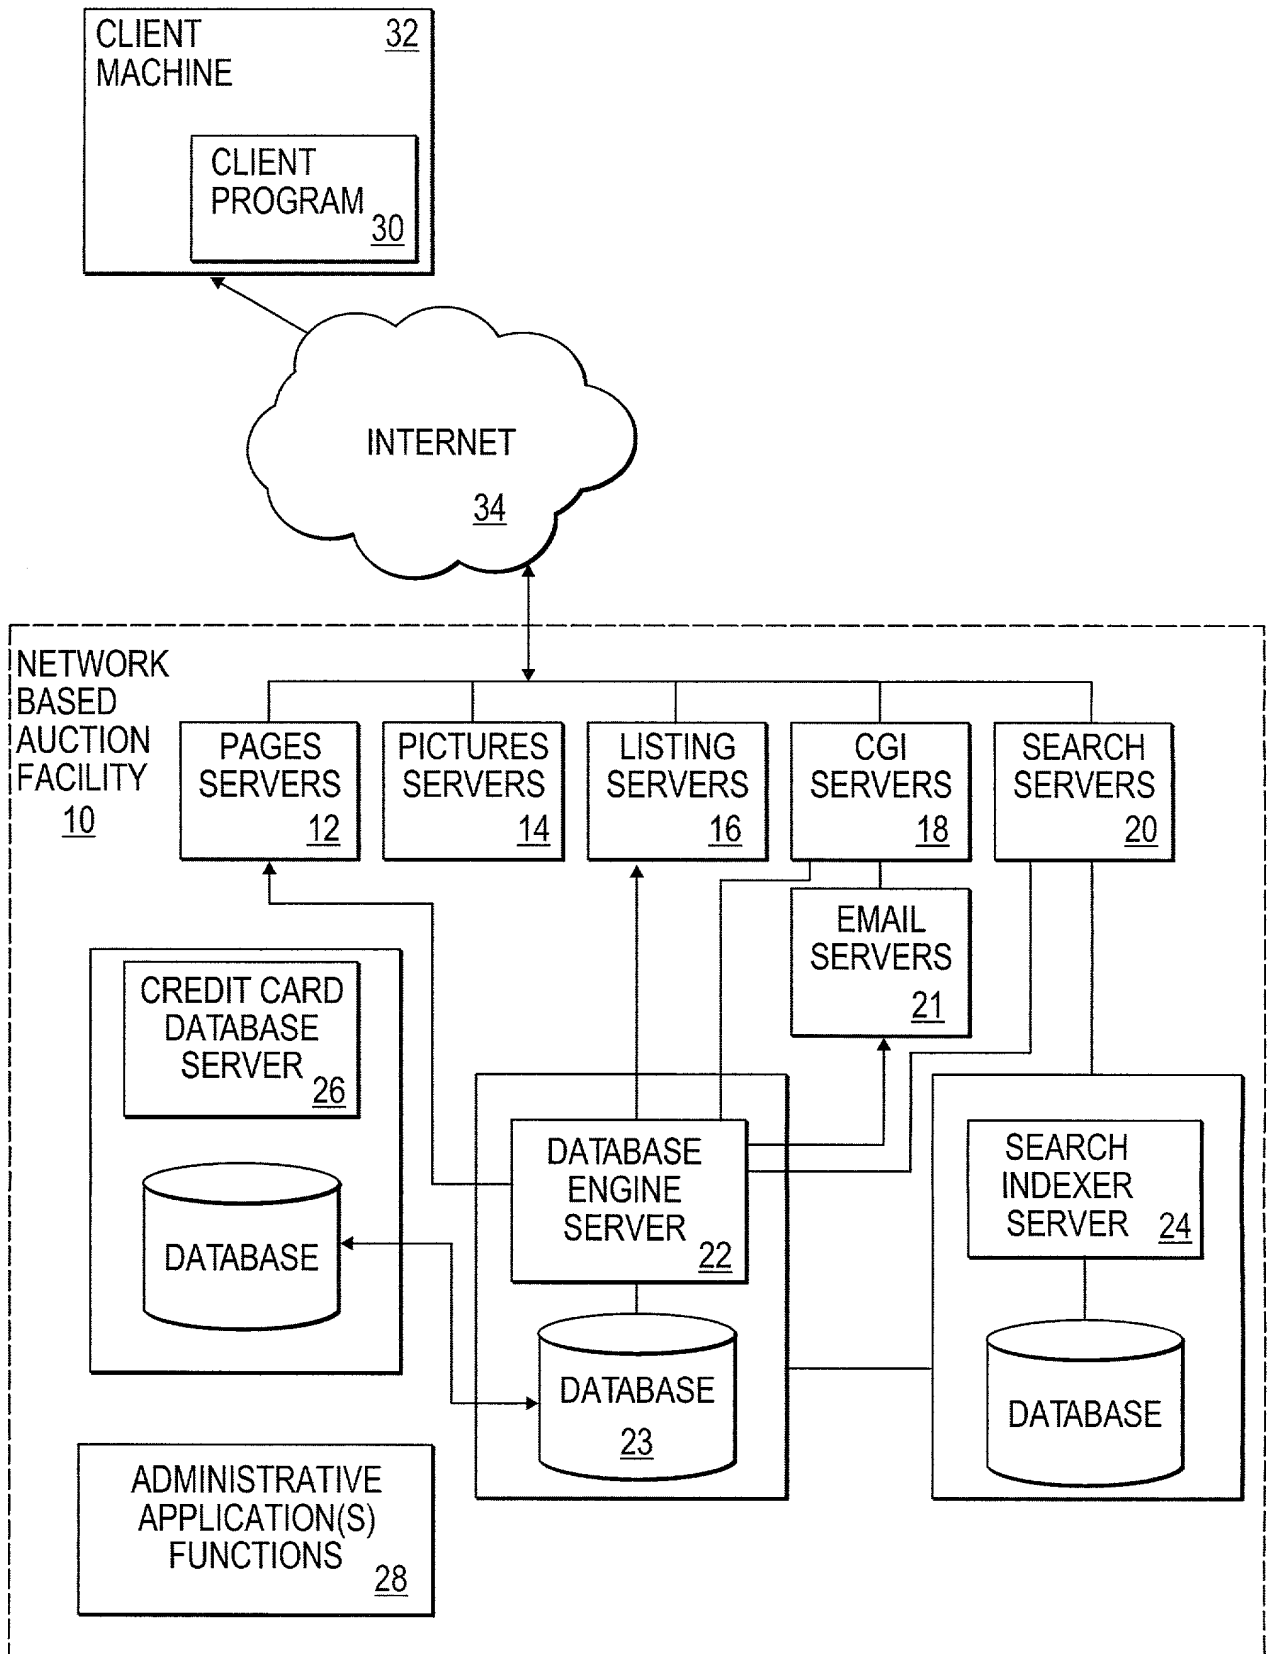 CLIENT
MACHINE
32
CLIENT
PROGRAM
30
INTERNET
34
NETWORK
BASED
AUCTION
FACILITY
10
PAGES
SERVERS
12
PICTURES
SERVERS
14
LISTING
SERVERS
16
CGI
SERVERS
18
SEARCH
SERVERS
20
EMAIL
SERVERS
21
CREDIT CARD
DATABASE
SERVER
26
DATABASE
DATABASE
ENGINE
SERVER
22
DATABASE
23
SEARCH
INDEXER
SERVER
24
DATABASE
ADMINISTRATIVE
APPLICATION(S)
FUNCTIONS
28